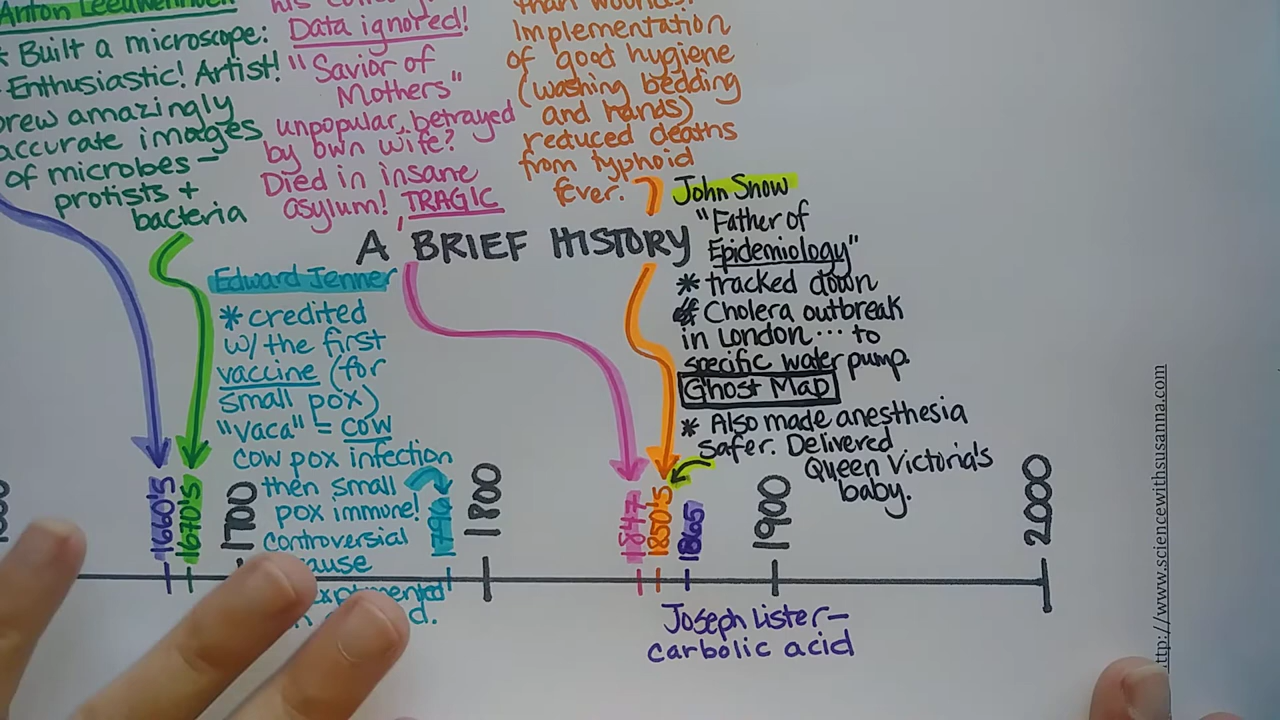 Anton Leeuwenhoek
* Built a microscope:
Enthusiastic! Artist!
Drew amazingly
accurate images
of microbes -
protists +
bacteria
Data ignored!
"Savior of
Mothers"
unpopular, betrayed
by own wife?
Died in insane
asylum! TRAGIC
than wounds!
Implementation
of good hygiene
(washing bedding
and hands)
reduced deaths
from typhoid
fever.
A BRIEF HISTORY
Edward Jenner
* credited
w/ the first
vaccine (for
small pox)
"Vaca" = cow
cow pox infection
then small
pox immune!
controversial
John Snow
"Father of
Epidemiology"
* tracked down
Cholera outbreak
in London ... to
specific water pump.
Ghost Map
* Also made anesthesia
safer. Delivered
Queen Victoria's
baby.
1660's
1670's
1700
1796
1800
1847
1850's
1865
1900
2000
Joseph Lister-
carbolic acid
http://www.sciencewithsusanna.com